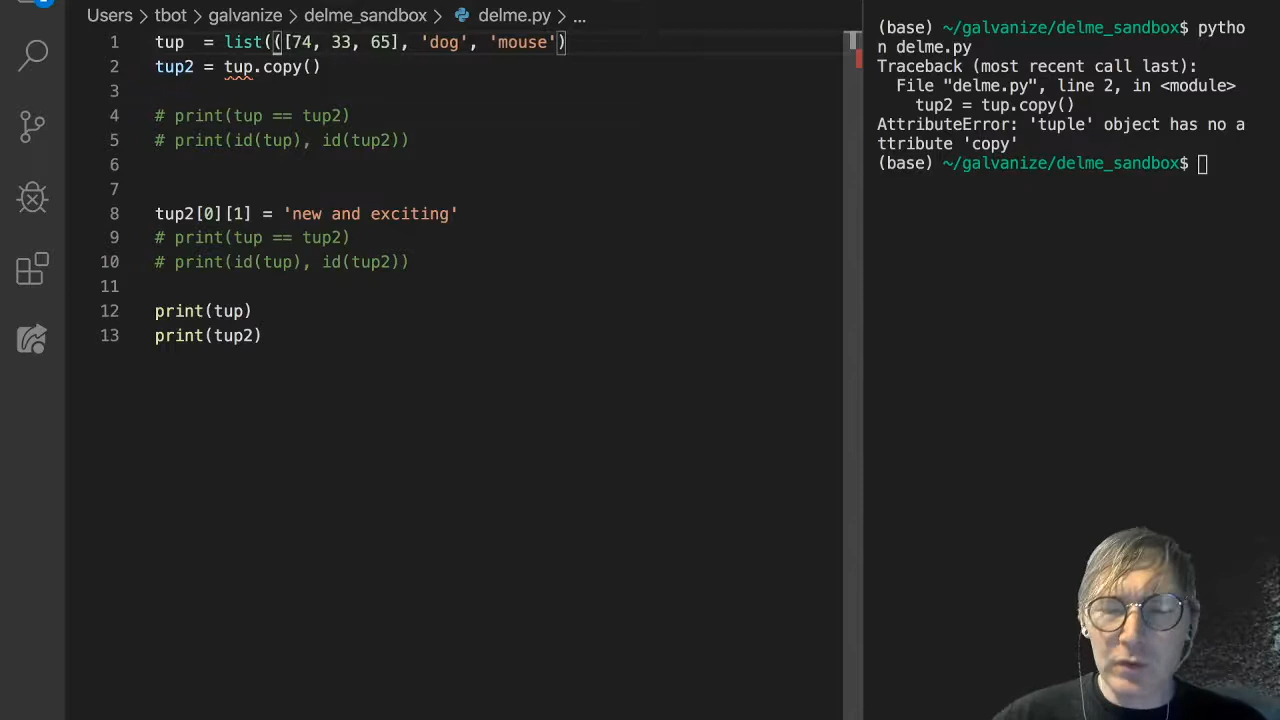 Users > tbot > galvanize > delme_sandbox > delme.py > ...
1 tup  = list(([74, 33, 65], 'dog', 'mouse')
2 tup2 = tup.copy()
3
4 # print(tup == tup2)
5 # print(id(tup), id(tup2))
6
7
8 tup2[0][1] = 'new and exciting'
9 # print(tup == tup2)
10 # print(id(tup), id(tup2))
11
12 print(tup)
13 print(tup2)
(base) ~/galvanize/delme_sandbox$ pytho
n delme.py
Traceback (most recent call last):
  File "delme.py", line 2, in <module>
    tup2 = tup.copy()
AttributeError: 'tuple' object has no a
ttribute 'copy'
(base) ~/galvanize/delme_sandbox$